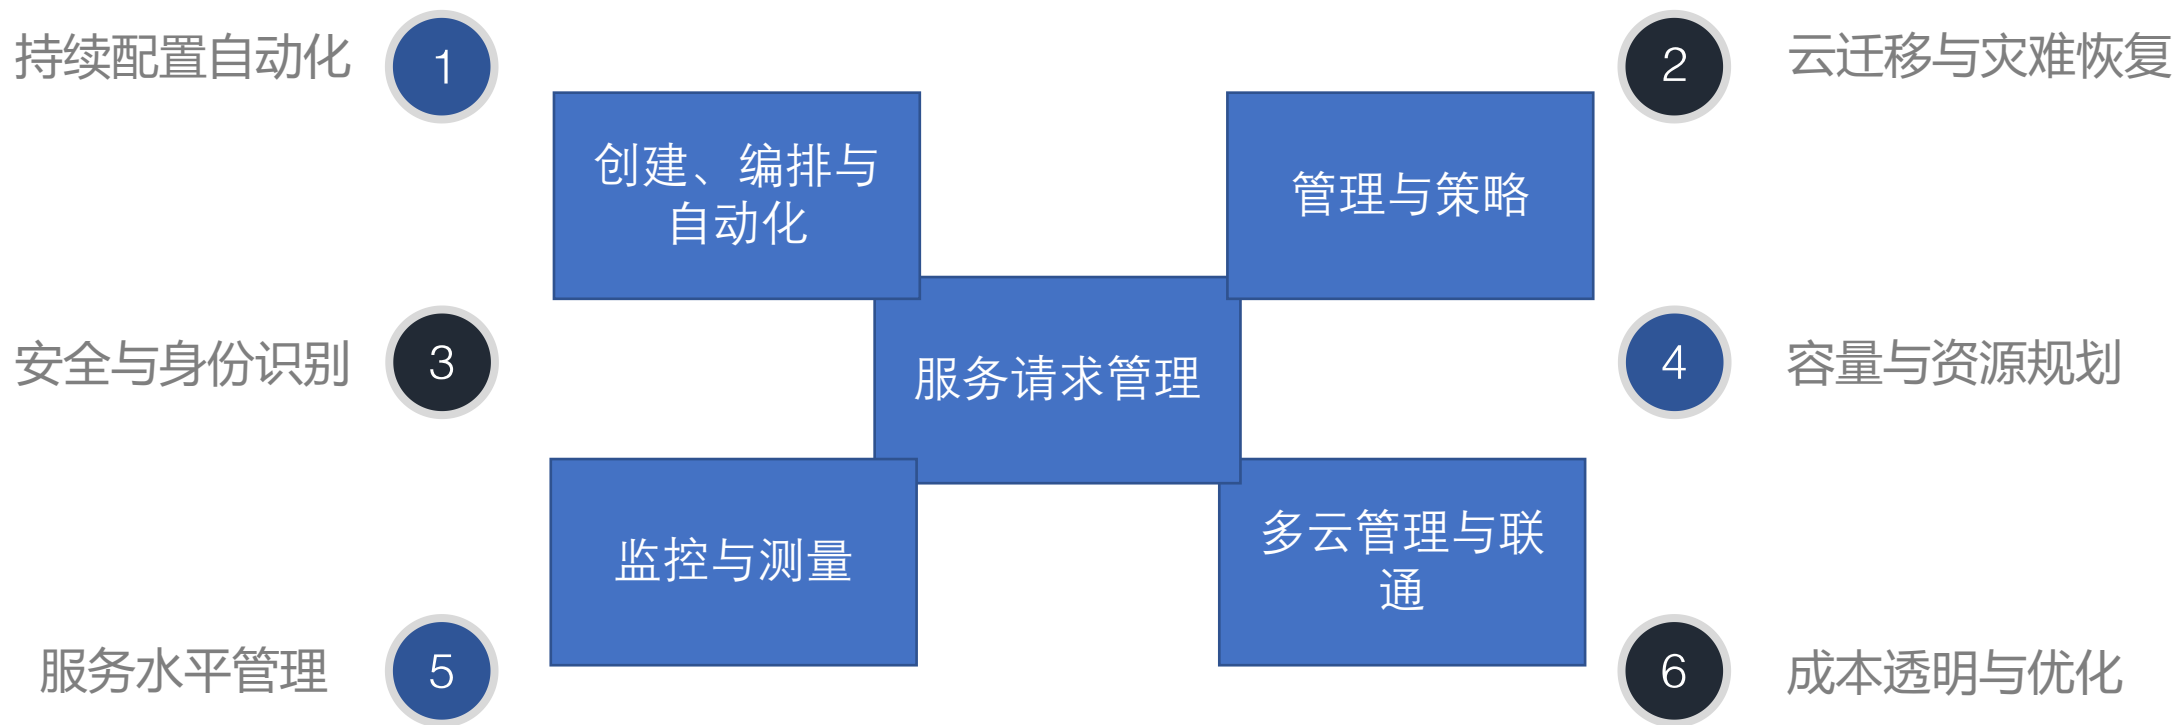 持续配置自动化
1
2
云迁移与灾难恢复
创建、编排与
自动化
管理与策略
安全与身份识别
3
服务请求管理
4
容量与资源规划
监控与测量
多云管理与联
通
服务水平管理
5
6
成本透明与优化